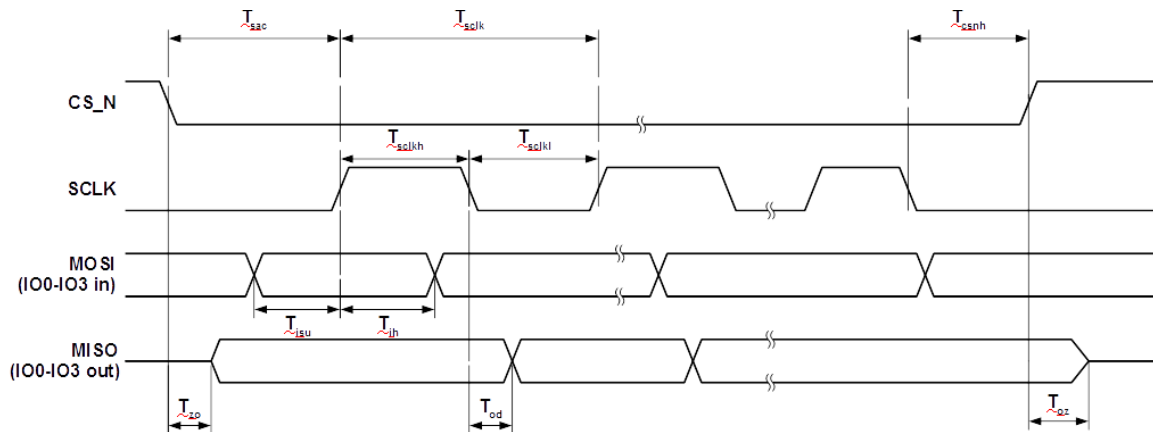 Tsac Tsclk Tcsnh
CS_N
Tsclkh Tsclkl
SCLK
MOSI
(IO0-IO3 in)
Tisu Tih
MISO
(IO0-IO3 out)
Tzo Tod Toz